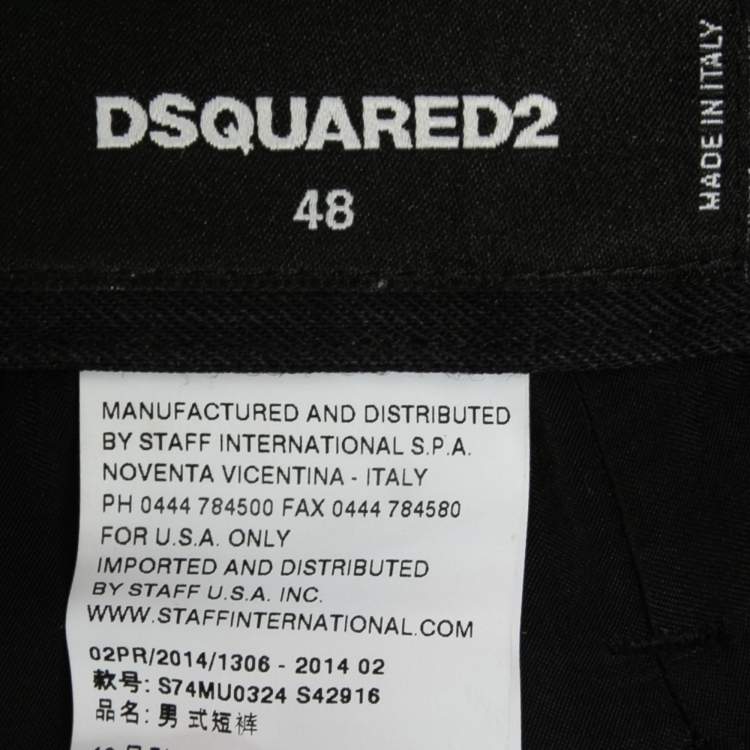 DSQUARED2
48
MADE IN ITALY
MANUFACTURED AND DISTRIBUTED
BY STAFF INTERNATIONAL S.P.A.
NOVENTA VICENTINA - ITALY
PH 0444 784500 FAX 0444 784580
FOR U.S.A. ONLY
IMPORTED AND DISTRIBUTED
BY STAFF U.S.A. INC.
WWW.STAFFINTERNATIONAL.COM
02PR/2014/1306 - 2014 02
款号: S74MU0324 S42916
品名: 男式短裤